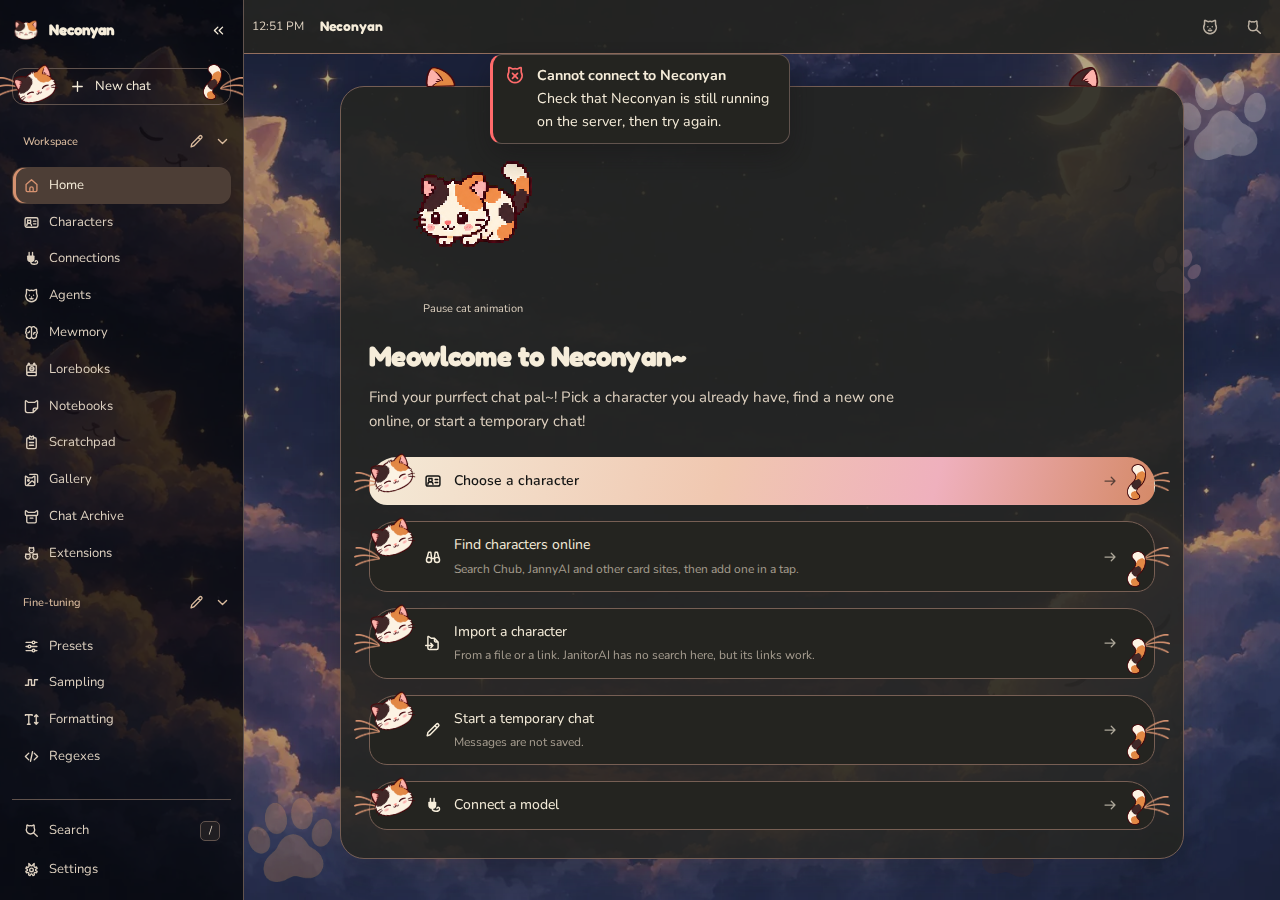 Neconyan
New chat
Workspace
Home
Characters
Connections
Agents
Mewmory
Lorebooks
Notebooks
Scratchpad
Gallery
Chat Archive
Extensions
Fine-tuning
Presets
Sampling
Formatting
Regexes
Search /
Settings
12:51 PM Neconyan
Cannot connect to Neconyan
Check that Neconyan is still running
on the server, then try again.
Pause cat animation
Meowlcome to Neconyan~
Find your purrfect chat pal~! Pick a character you already have, find a new one
online, or start a temporary chat!
Choose a character
Find characters online
Search Chub, JannyAI and other card sites, then add one in a tap.
Import a character
From a file or a link. JanitorAI has no search here, but its links work.
Start a temporary chat
Messages are not saved.
Connect a model